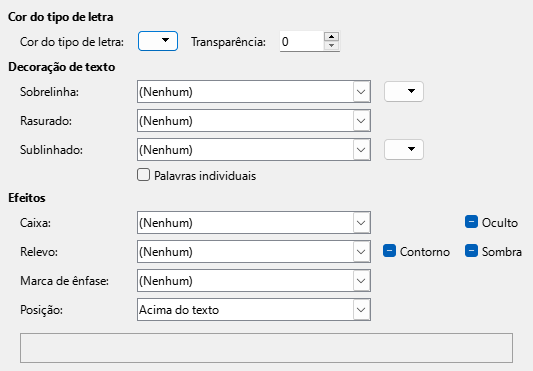 Cor do tipo de letra
Cor do tipo de letra: Transparência: 0
Decoração de texto
Sobrelinha: (Nenhum)
Rasurado: (Nenhum)
Sublinhado: (Nenhum)
Palavras individuais
Efeitos
Caixa: (Nenhum) Oculto
Relevo: (Nenhum) Contorno Sombra
Marca de ênfase: (Nenhum)
Posição: Acima do texto